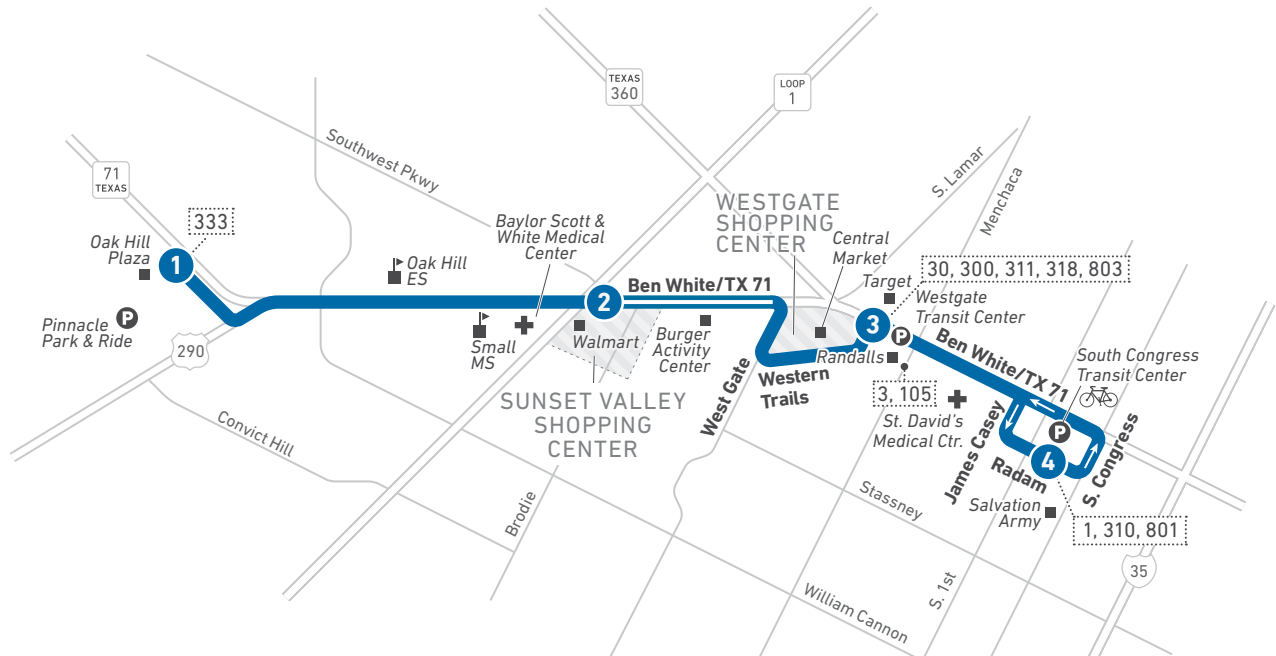 TEXAS
360
LOOP
1
Southwest Pkwy
S. Lamar
Menchaca
71
TEXAS
333
Oak Hill
Plaza
1
Pinnacle
Park & Ride
P
290
Oak Hill
ES
Baylor Scott &
White Medical
Center
Small
MS
2
Walmart
SUNSET VALLEY
SHOPPING
CENTER
Ben White/TX 71
Burger
Activity
Center
WESTGATE
SHOPPING
CENTER
Central
Market
Target
30, 300, 311, 318, 803
Westgate
Transit Center
3
P
Randalls
West Gate
Western
Trails
3, 105
St. David's
Medical Ctr.
Ben White/TX 71
South Congress
Transit Center
P
James Casey
Radam
4
S. Congress
Salvation
Army
1, 310, 801
Convict Hill
Brodie
Stassney
William Cannon
S. 1st
35